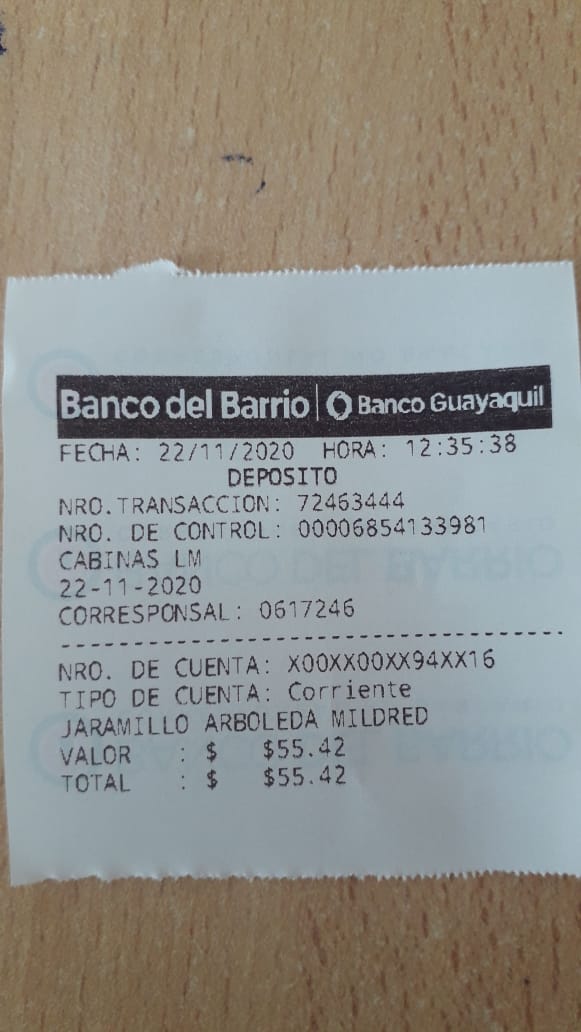 Banco del Barrio | Banco Guayaquil
FECHA: 22/11/2020 HORA: 12:35:38
DEPOSITO
NRO.TRANSACCION: 72463444
NRO. DE CONTROL: 00006854133981
CABINAS LM
22-11-2020
CORRESPONSAL: 0617246
NRO. DE CUENTA: X00XX00XX94XX16
TIPO DE CUENTA: Corriente
JARAMILLO ARBOLEDA MILDRED
VALOR : $ $55.42
TOTAL : $ $55.42